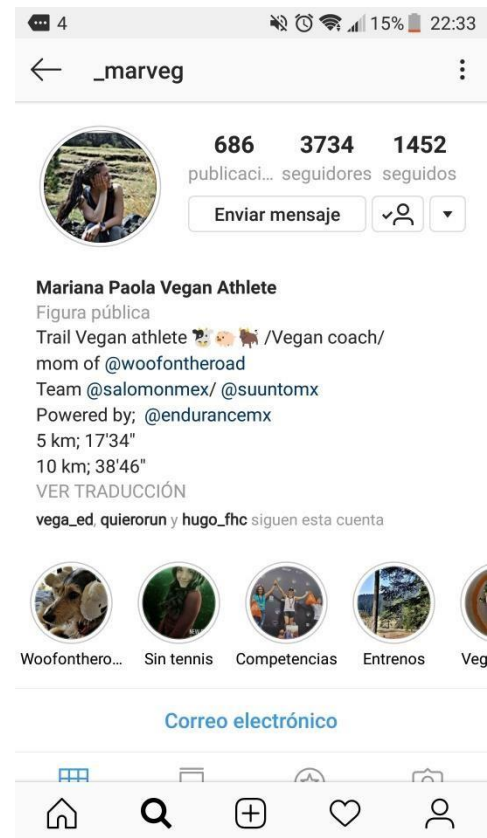 4 15% 22:33
_marveg
686 3734 1452
publicaci... seguidores seguidos
Enviar mensaje
Mariana Paola Vegan Athlete
Figura pública
Trail Vegan athlete 🐮🐷🐂 /Vegan coach/
mom of @woofontheroad
Team @salomonmex/ @suuntomx
Powered by; @endurancemx
5 km; 17'34"
10 km; 38'46"
VER TRADUCCIÓN
vega_ed, quierorun y hugo_fhc siguen esta cuenta
Woofonthero... Sin tennis Competencias Entrenos Veg
Correo electrónico